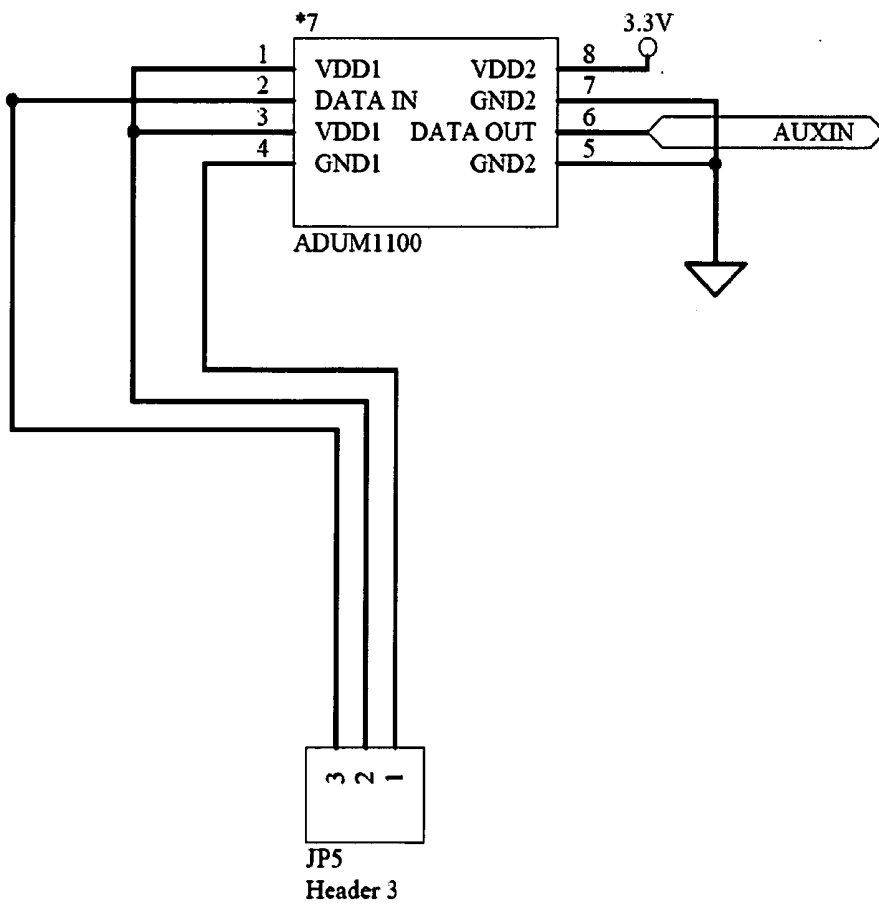 *7
3.3V
1 VDD1 VDD2 8
2 DATA IN GND2 7
3 VDD1 DATA OUT 6 AUXIN
4 GND1 GND2 5
ADUM1100
3 2 1
JP5
Header 3